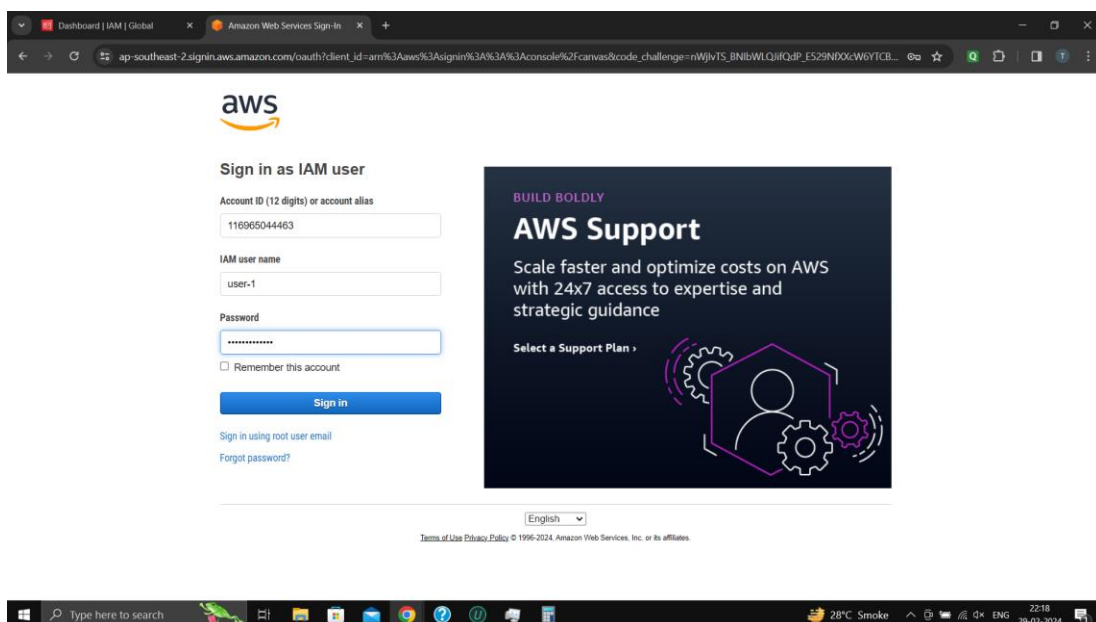 Dashboard | IAM | Global
Amazon Web Services Sign-In
ap-southeast-2.signin.aws.amazon.com/oauth?client_id=arn%3Aaws%3Asignin%3A%3A%3Aconsole%2Fcanvas&code_challenge=nWjlvTS_BNlbWLQJifQdP_E529NfXXcW6YTCB...
aws
Sign in as IAM user
Account ID (12 digits) or account alias
116965044463
IAM user name
user-1
Password
•••••••••••••
Remember this account
Sign in
Sign in using root user email
Forgot password?
BUILD BOLDLY
AWS Support
Scale faster and optimize costs on AWS
with 24x7 access to expertise and
strategic guidance
Select a Support Plan ›
English
Terms of Use Privacy Policy © 1996-2024, Amazon Web Services, Inc. or its affiliates.
Type here to search
28°C Smoke
ENG
22:18
29-02-2024